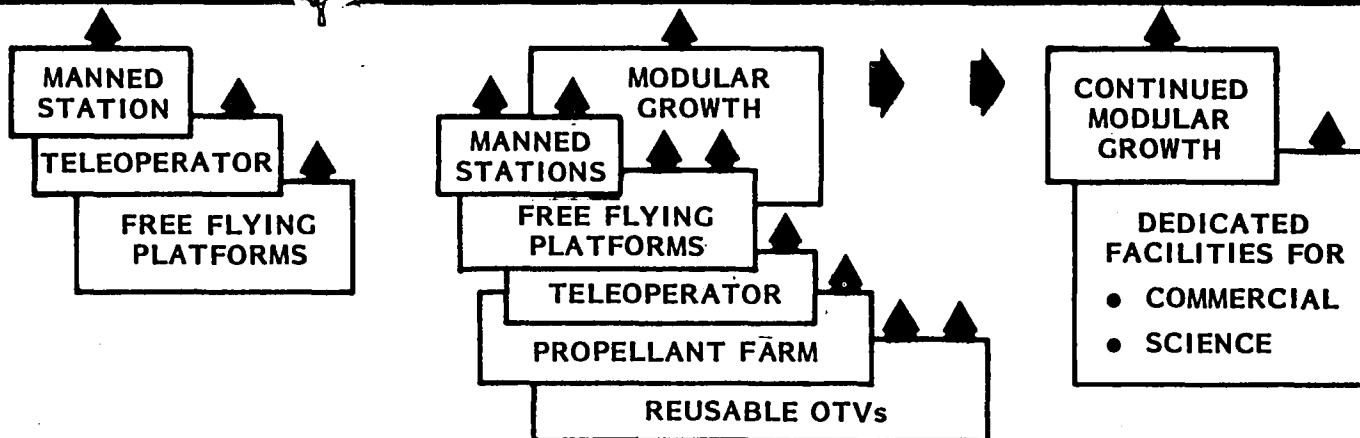 MANNED
STATION
TELEOPERATOR
FREE FLYING
PLATFORMS
MODULAR
GROWTH
MANNED
STATIONS
FREE FLYING
PLATFORMS
TELEOPERATOR
PROPELLANT FARM
REUSABLE OTVs
CONTINUED
MODULAR
GROWTH
DEDICATED
FACILITIES FOR
• COMMERCIAL
• SCIENCE